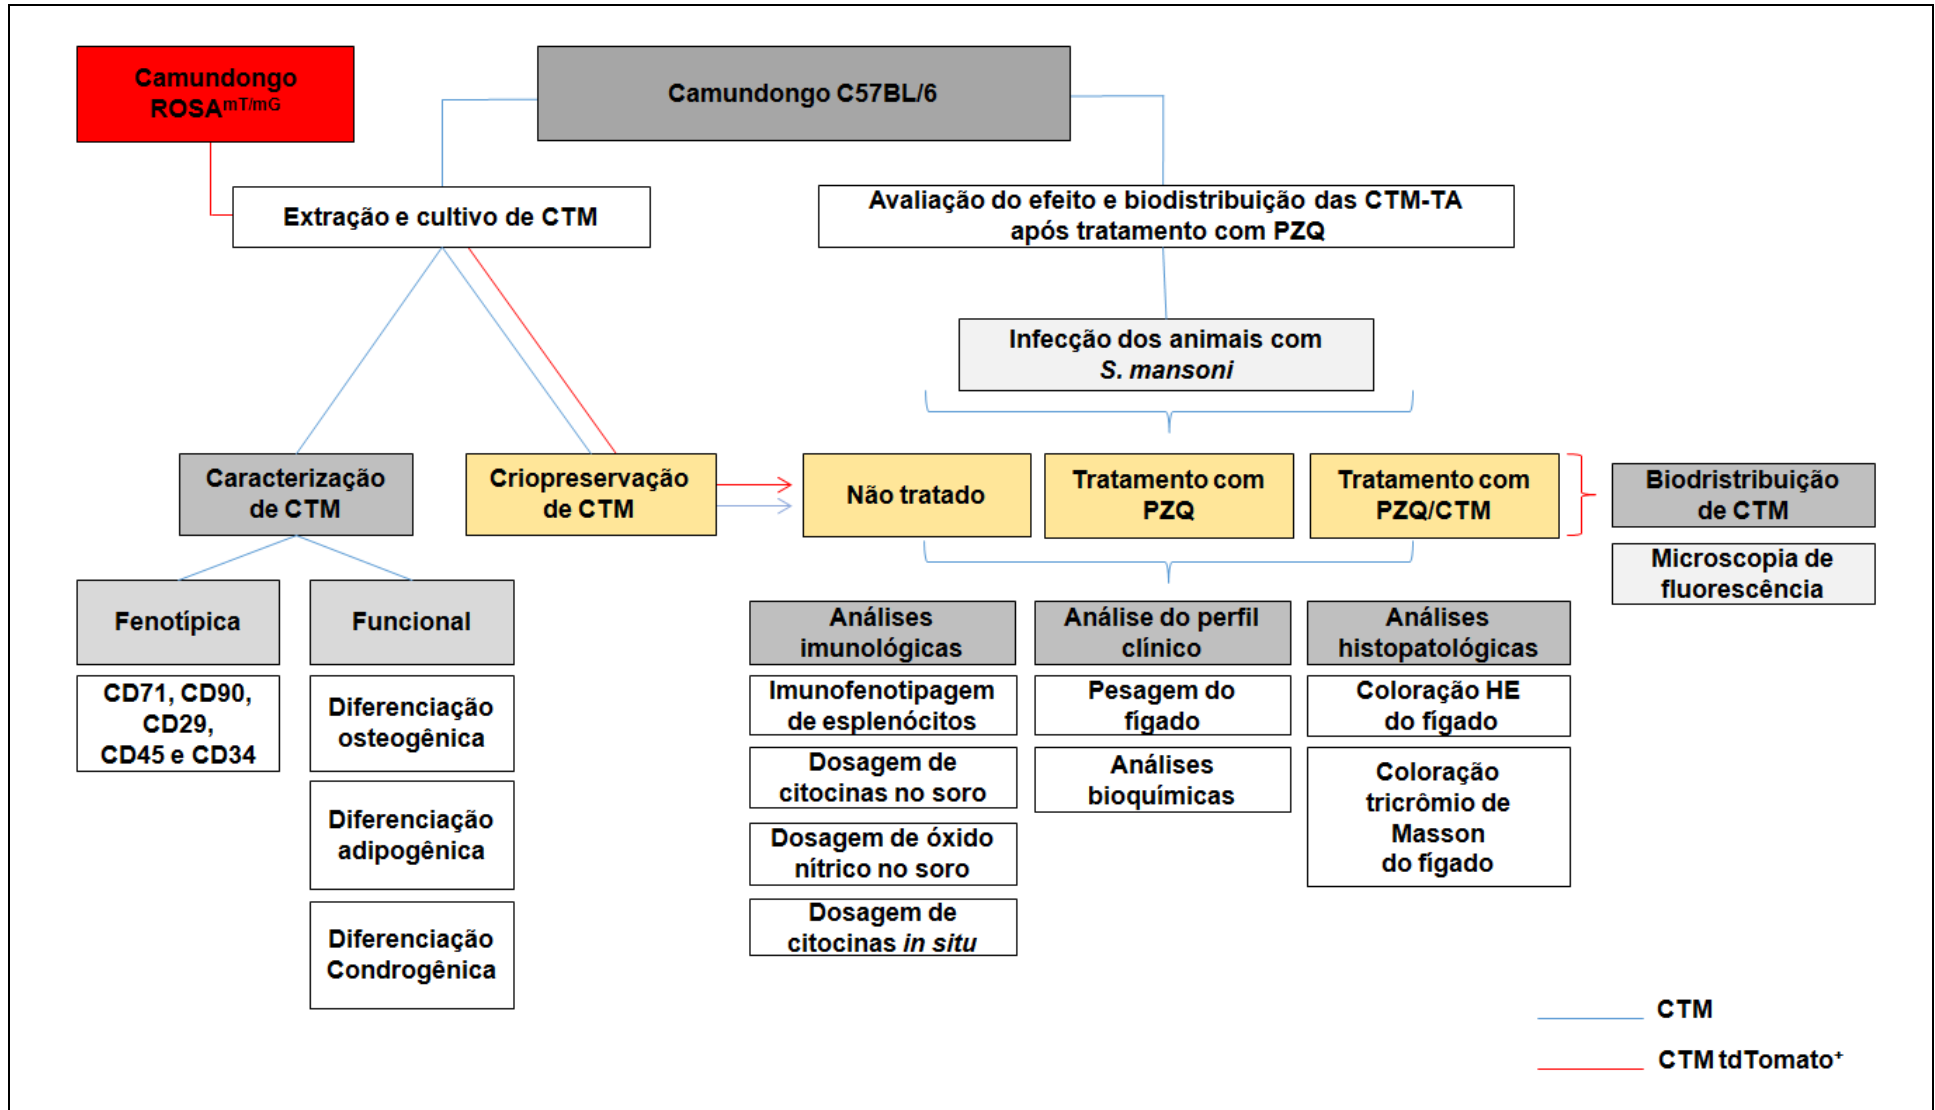 Camundongo
ROSAmT/mG
Camundongo C57BL/6
Extração e cultivo de CTM
Avaliação do efeito e biodistribuição das CTM-TA
após tratamento com PZQ
Infecção dos animais com
S. mansoni
Caracterização
de CTM
Criopreservação
de CTM
Não tratado
Tratamento com
PZQ
Tratamento com
PZQ/CTM
Biodristribuição
de CTM
Microscopia de
fluorescência
Fenotípica
Funcional
CD71, CD90,
CD29,
CD45 e CD34
Diferenciação
osteogênica
Diferenciação
adipogênica
Diferenciação
Condrogênica
Análises
imunológicas
Imunofenotipagem
de esplenócitos
Dosagem de
citocinas no soro
Dosagem de óxido
nítrico no soro
Dosagem de
citocinas in situ
Análise do perfil
clínico
Pesagem do
fígado
Análises
bioquímicas
Análises
histopatológicas
Coloração HE
do fígado
Coloração
tricrômio de
Masson
do fígado
CTM
CTM tdTomato+